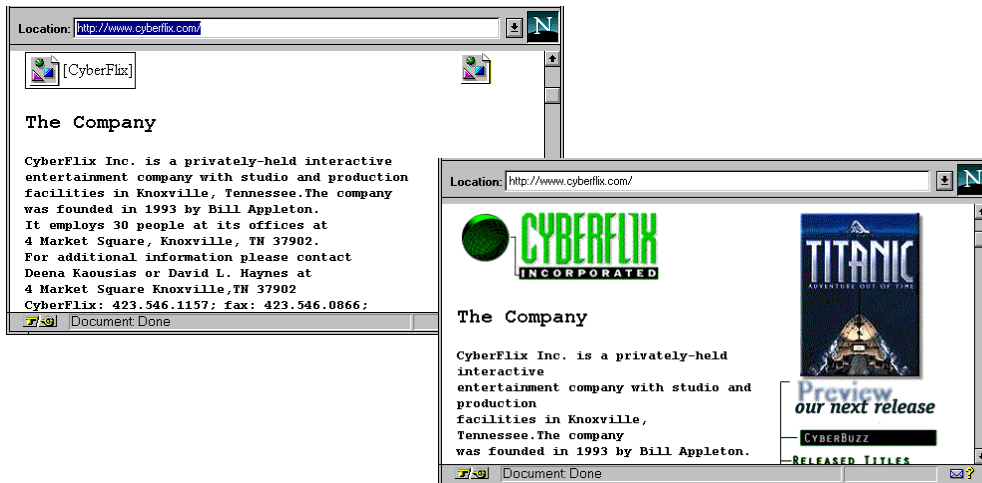 Location: http://www.cyberflix.com/
N
[CyberFlix]
The Company
CyberFlix Inc. is a privately-held interactive
entertainment company with studio and production
facilities in Knoxville, Tennessee.The company
was founded in 1993 by Bill Appleton.
It employs 30 people at its offices at
4 Market Square, Knoxville, TN 37902.
For additional information please contact
Deena Kaousias or David L. Haynes at
4 Market Square Knoxville,TN 37902
CyberFlix: 423.546.1157; fax: 423.546.0866;
Document: Done
Location: http://www.cyberflix.com/
N
CYBERFLIX
INCORPORATED
TITANIC
ADVENTURE OUT OF TIME
The Company
CyberFlix Inc. is a privately-held
interactive
entertainment company with studio and
production
facilities in Knoxville,
Tennessee.The company
was founded in 1993 by Bill Appleton.
Preview
our next release
CYBERBUZZ
RELEASED TITLES
Document: Done
?